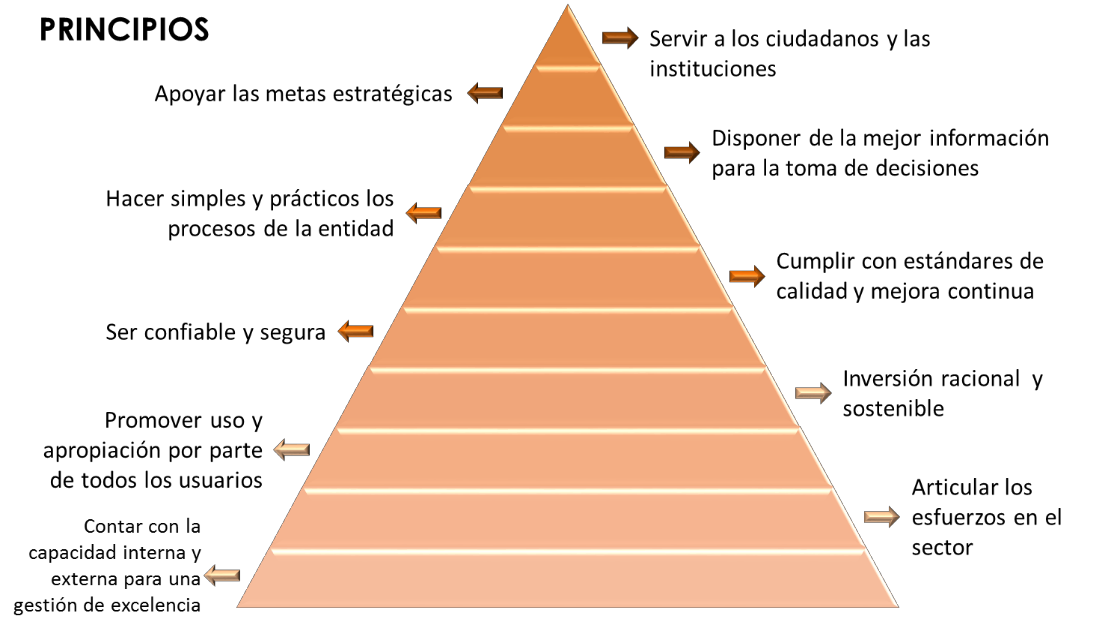 PRINCIPIOS
Servir a los ciudadanos y las
instituciones
Apoyar las metas estratégicas
Disponer de la mejor información
para la toma de decisiones
Hacer simples y prácticos los
procesos de la entidad
Cumplir con estándares de
calidad y mejora continua
Ser confiable y segura
Inversión racional y
sostenible
Promover uso y
apropiación por parte
de todos los usuarios
Articular los
esfuerzos en el
sector
Contar con la
capacidad interna y
externa para una
gestión de excelencia